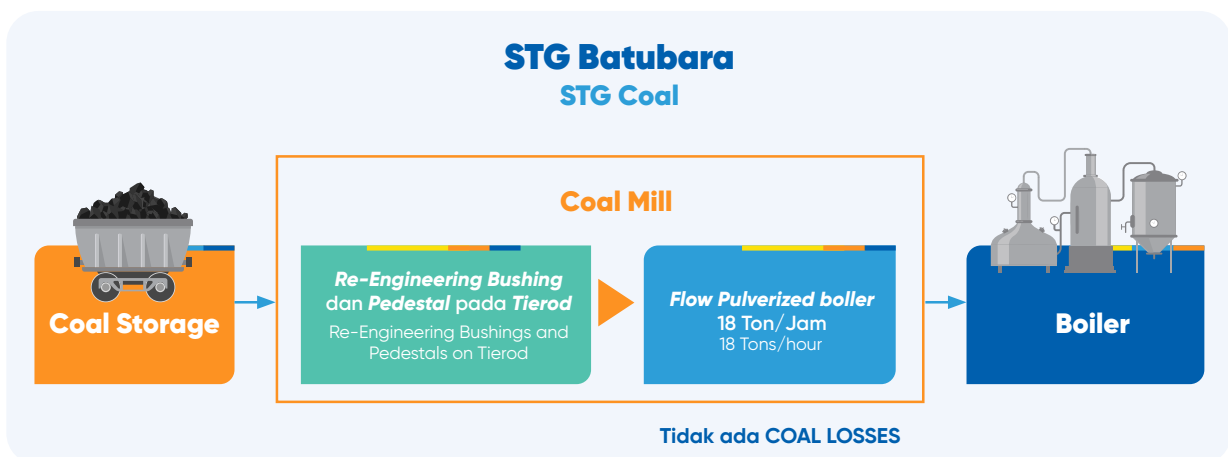 STG Batubara
STG Coal
Coal Storage
Coal Mill
Re-Engineering Bushing
dan Pedestal pada Tierod
Re-Engineering Bushings and
Pedestals on Tierod
Flow Pulverized boller
18 Ton/Jam
18 Tons/hour
Boiler
Tidak ada COAL LOSSES